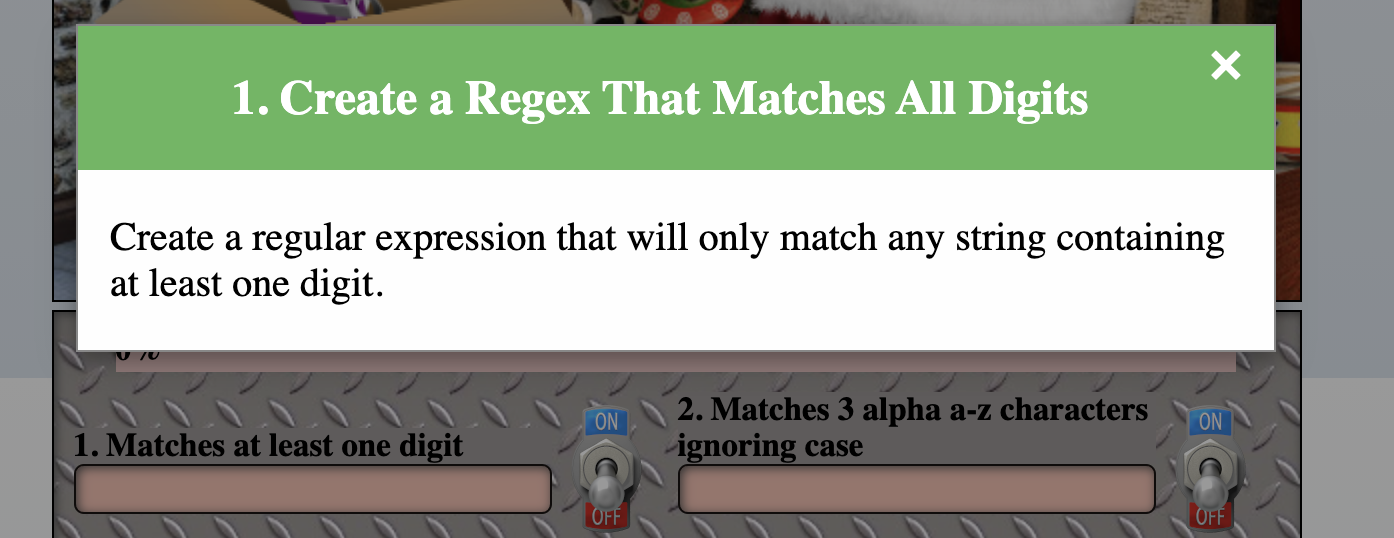 1. Create a Regex That Matches All Digits
×
Create a regular expression that will only match any string containing
at least one digit.
0 %
1. Matches at least one digit
ON
OFF
2. Matches 3 alpha a-z characters
ignoring case
ON
OFF